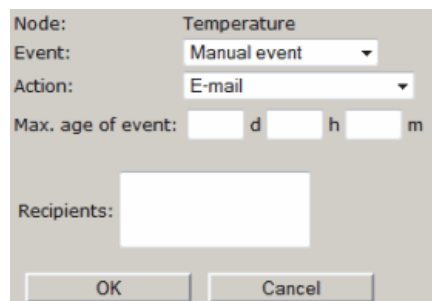 Node: Temperature
Event: Manual event
Action: E-mail
Max. age of event: d h m
Recipients:
OK Cancel